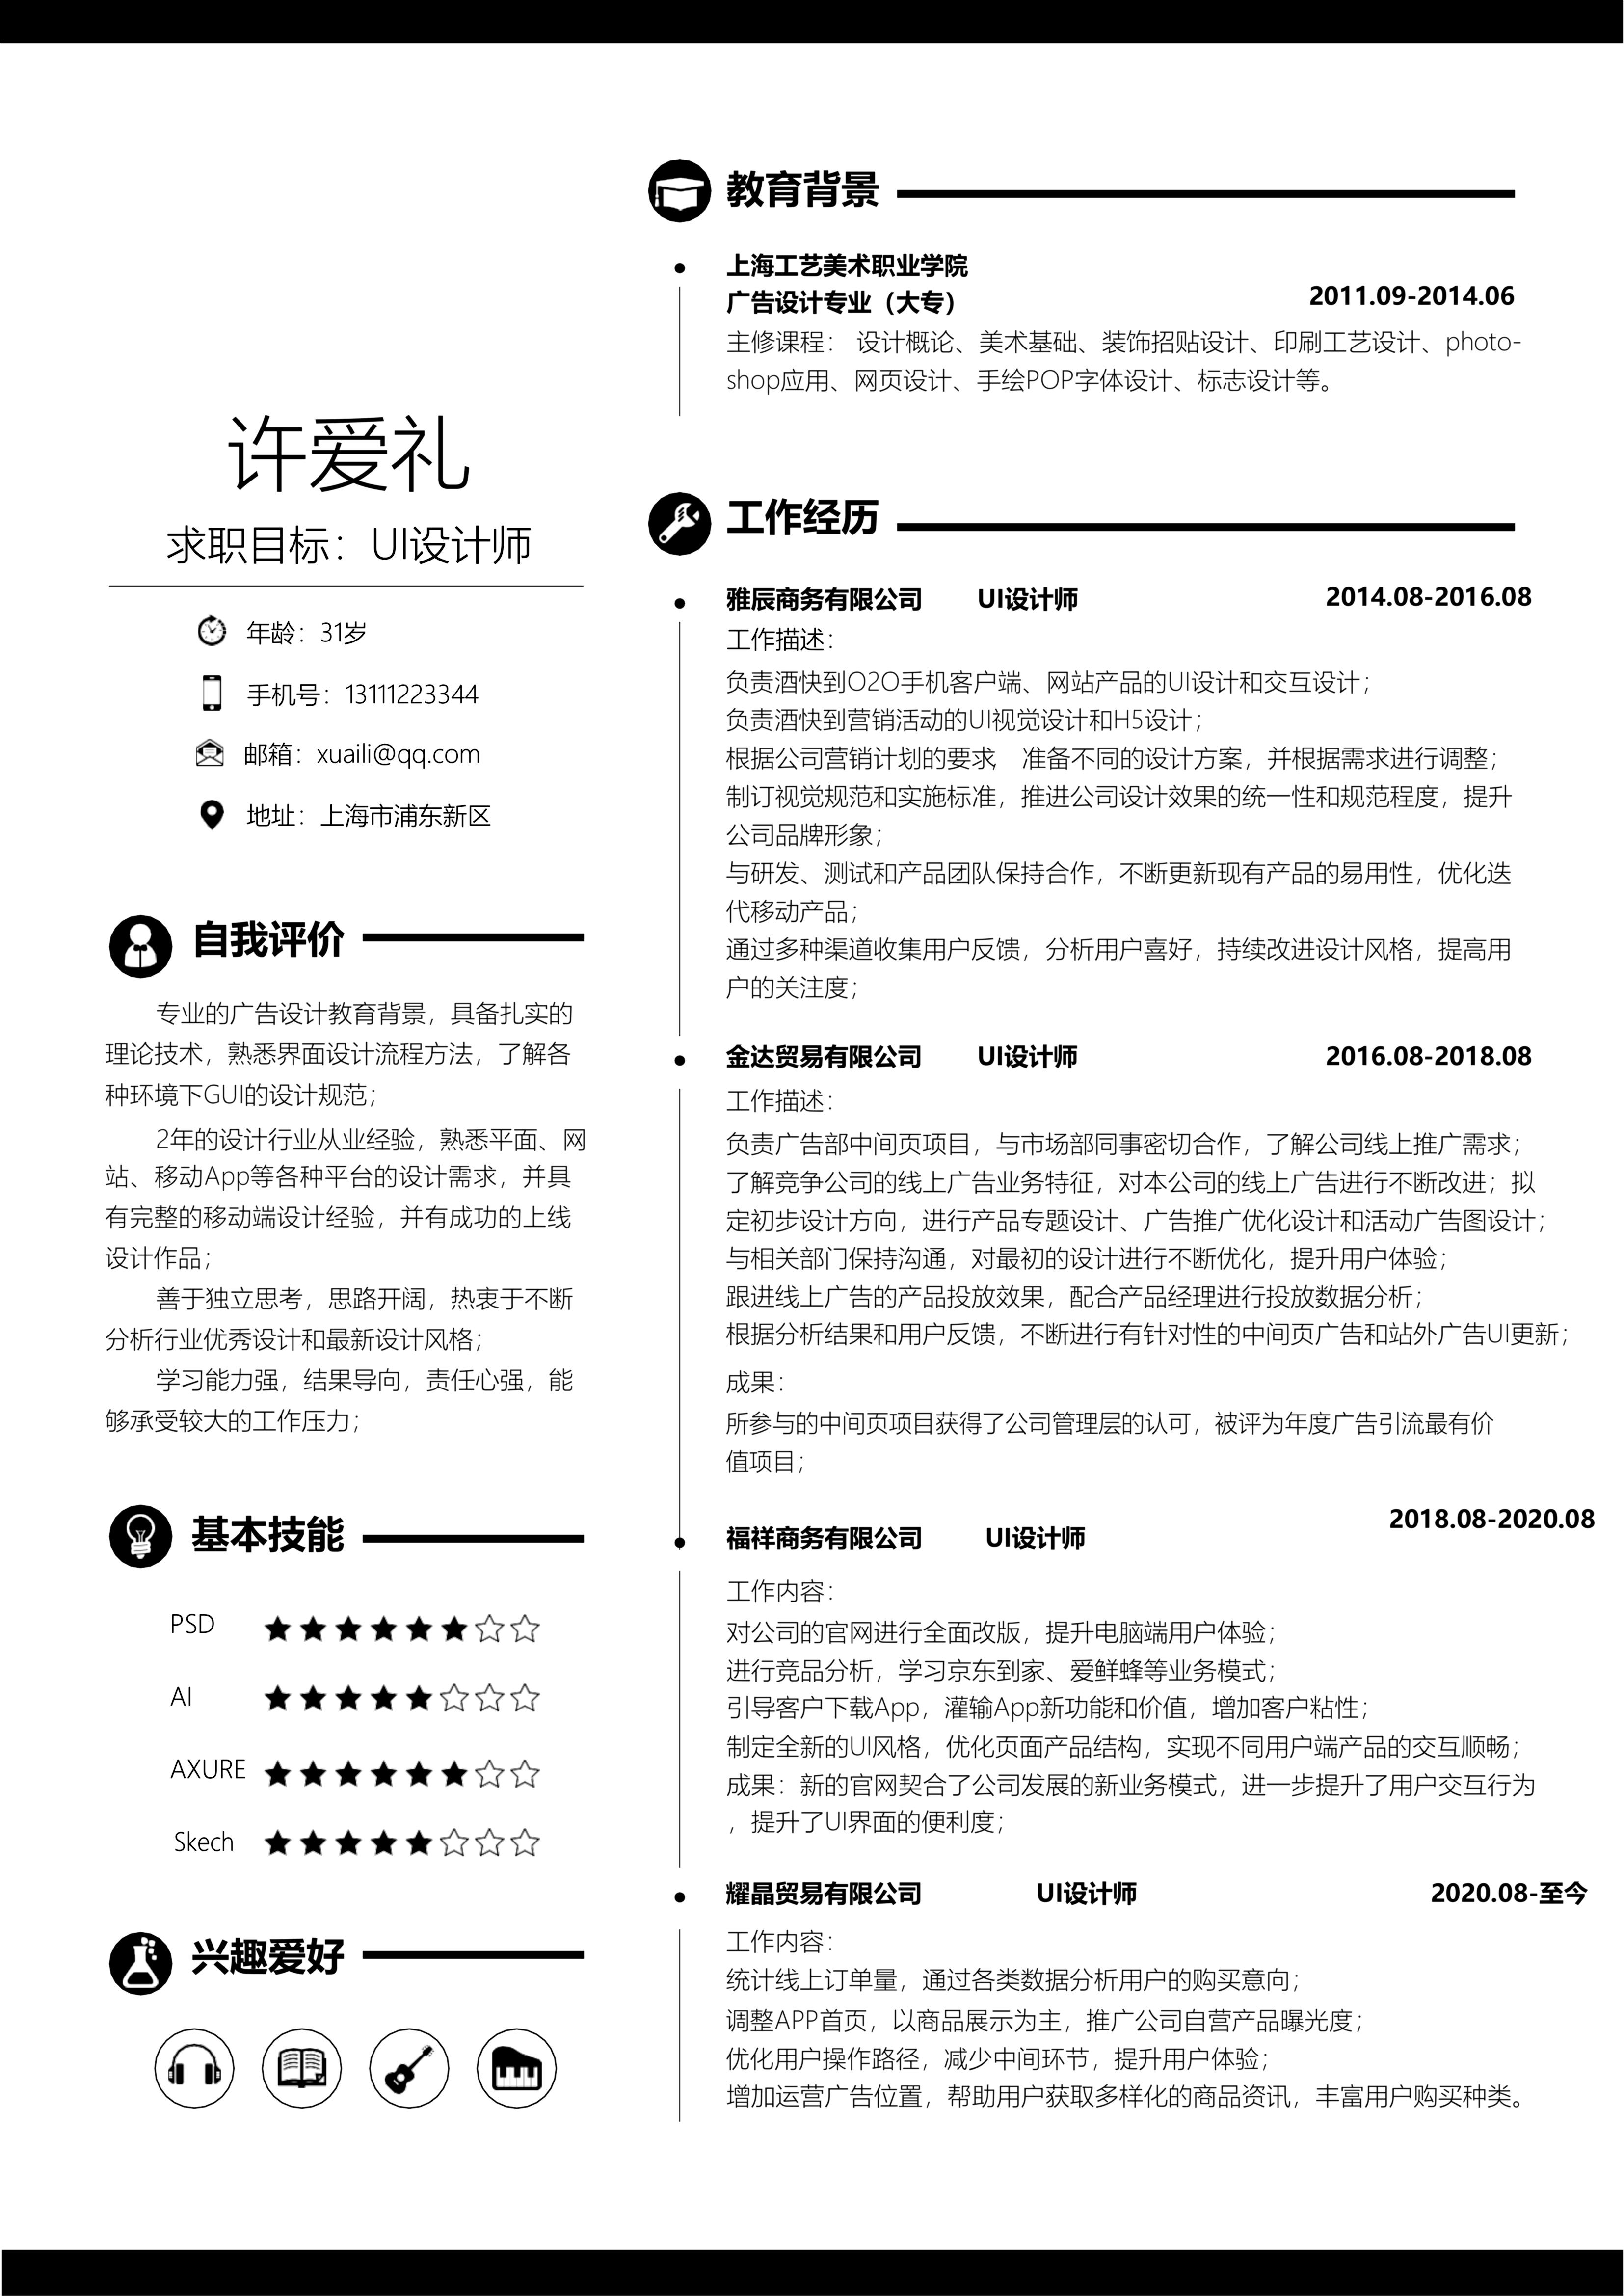 许爱礼
求职目标：UI设计师
年龄：31岁
手机号：13111223344
邮箱：xuaili@qq.com
地址：上海市浦东新区
自我评价
专业的广告设计教育背景，具备扎实的
理论技术，熟悉界面设计流程方法，了解各
种环境下GUI的设计规范；
2年的设计行业从业经验，熟悉平面、网
站、移动App等各种平台的设计需求，并具
有完整的移动端设计经验，并有成功的上线
设计作品；
善于独立思考，思路开阔，热衷于不断
分析行业优秀设计和最新设计风格；
学习能力强，结果导向，责任心强，能
够承受较大的工作压力；
基本技能
PSD
AI
AXURE
Skech
兴趣爱好
教育背景
上海工艺美术职业学院
广告设计专业（大专） 2011.09-2014.06
主修课程： 设计概论、美术基础、装饰招贴设计、印刷工艺设计、photo-
shop应用、网页设计、手绘POP字体设计、标志设计等。
工作经历
雅辰商务有限公司 UI设计师 2014.08-2016.08
工作描述：
负责酒快到O2O手机客户端、网站产品的UI设计和交互设计；
负责酒快到营销活动的UI视觉设计和H5设计；
根据公司营销计划的要求 准备不同的设计方案，并根据需求进行调整；
制订视觉规范和实施标准，推进公司设计效果的统一性和规范程度，提升
公司品牌形象；
与研发、测试和产品团队保持合作，不断更新现有产品的易用性，优化迭
代移动产品；
通过多种渠道收集用户反馈，分析用户喜好，持续改进设计风格，提高用
户的关注度；
金达贸易有限公司 UI设计师 2016.08-2018.08
工作描述：
负责广告部中间页项目，与市场部同事密切合作，了解公司线上推广需求；
了解竞争公司的线上广告业务特征，对本公司的线上广告进行不断改进；拟
定初步设计方向，进行产品专题设计、广告推广优化设计和活动广告图设计；
与相关部门保持沟通，对最初的设计进行不断优化，提升用户体验；
跟进线上广告的产品投放效果，配合产品经理进行投放数据分析；
根据分析结果和用户反馈，不断进行有针对性的中间页广告和站外广告UI更新；
成果：
所参与的中间页项目获得了公司管理层的认可，被评为年度广告引流最有价
值项目；
福祥商务有限公司 UI设计师 2018.08-2020.08
工作内容：
对公司的官网进行全面改版，提升电脑端用户体验；
进行竞品分析，学习京东到家、爱鲜蜂等业务模式；
引导客户下载App，灌输App新功能和价值，增加客户粘性；
制定全新的UI风格，优化页面产品结构，实现不同用户端产品的交互顺畅；
成果：新的官网契合了公司发展的新业务模式，进一步提升了用户交互行为
，提升了UI界面的便利度；
耀晶贸易有限公司 UI设计师 2020.08-至今
工作内容：
统计线上订单量，通过各类数据分析用户的购买意向；
调整APP首页，以商品展示为主，推广公司自营产品曝光度；
优化用户操作路径，减少中间环节，提升用户体验；
增加运营广告位置，帮助用户获取多样化的商品资讯，丰富用户购买种类。